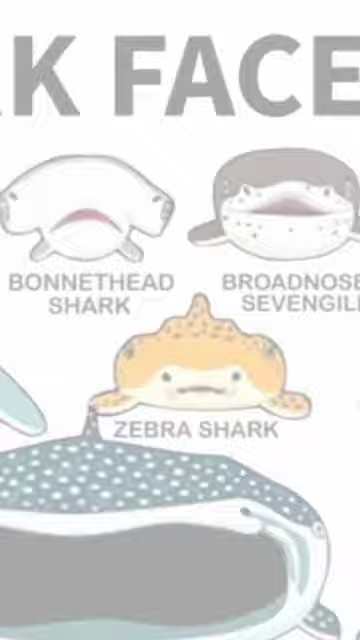 K FACE
BONNETHEAD
SHARK
BROADNOSE
SEVENGILL
ZEBRA SHARK